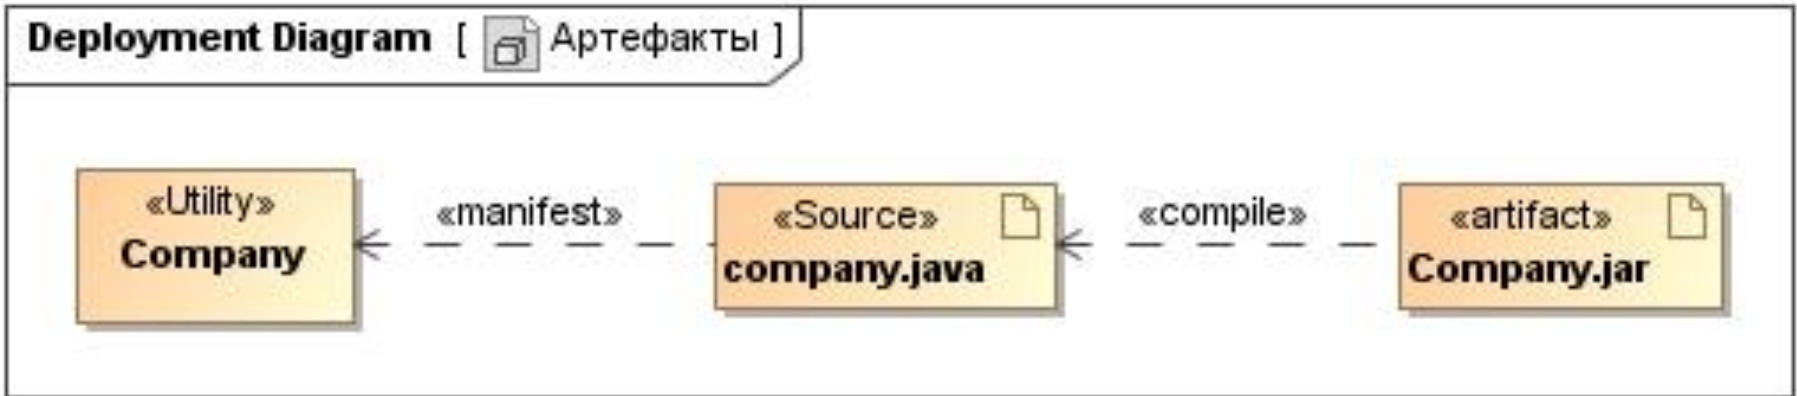 Deployment Diagram [ Артефакты ]
«Utility»
Company
«manifest»
«Source»
company.java
«compile»
«artifact»
Company.jar